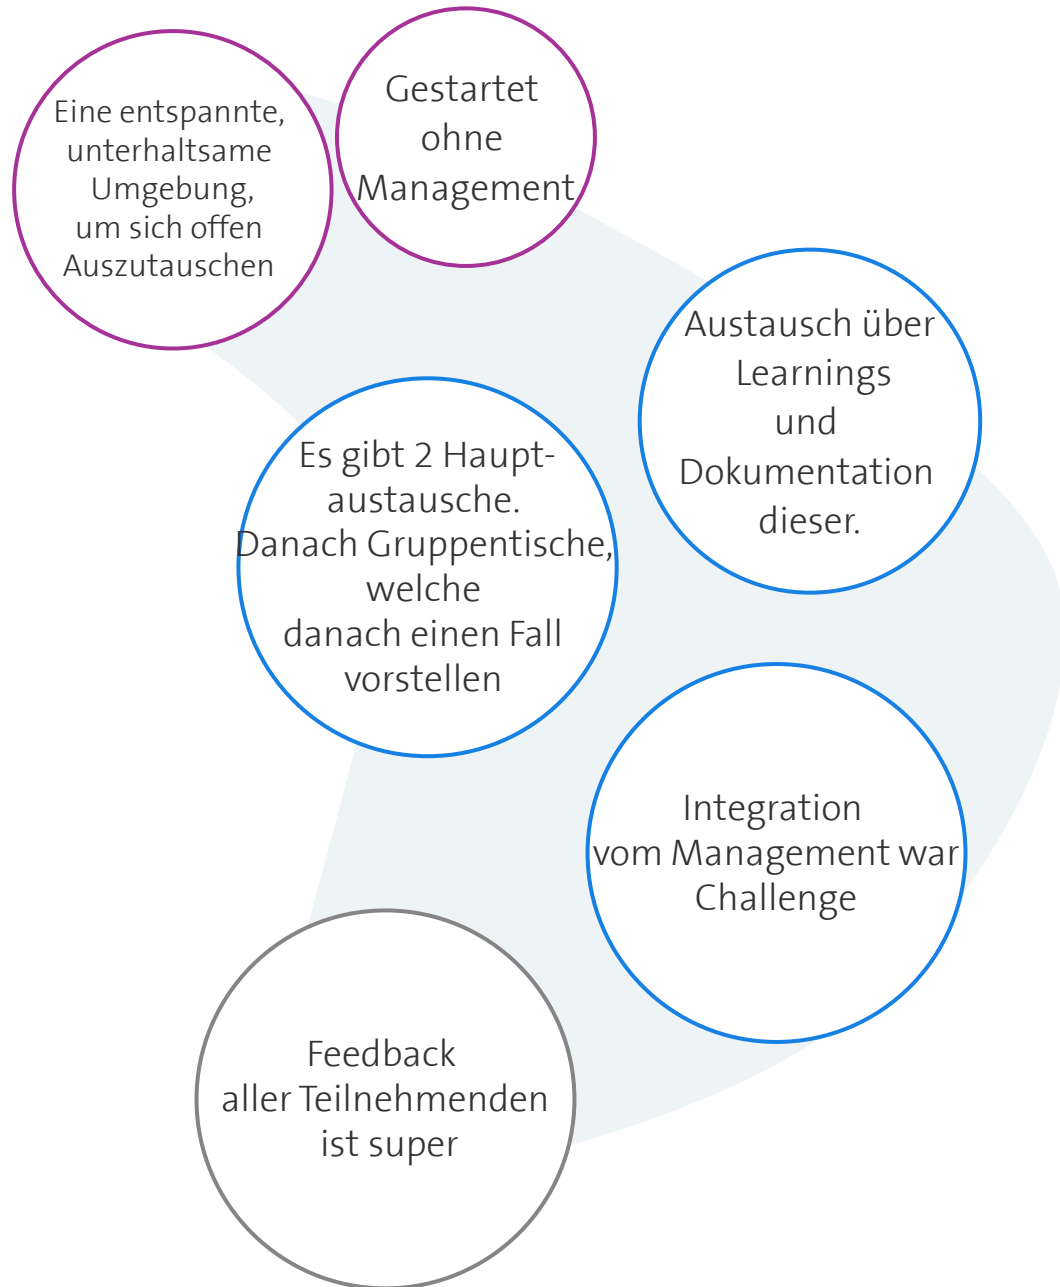 Eine entspannte,
unterhaltsame
Umgebung,
um sich offen
Auszutauschen
Gestartet
ohne
Management
Austausch über
Learnings
und
Dokumentation
dieser.
Es gibt 2 Haupt-
austausche.
Danach Gruppentische,
welche
danach einen Fall
vorstellen
Integration
vom Management war
Challenge
Feedback
aller Teilnehmenden
ist super